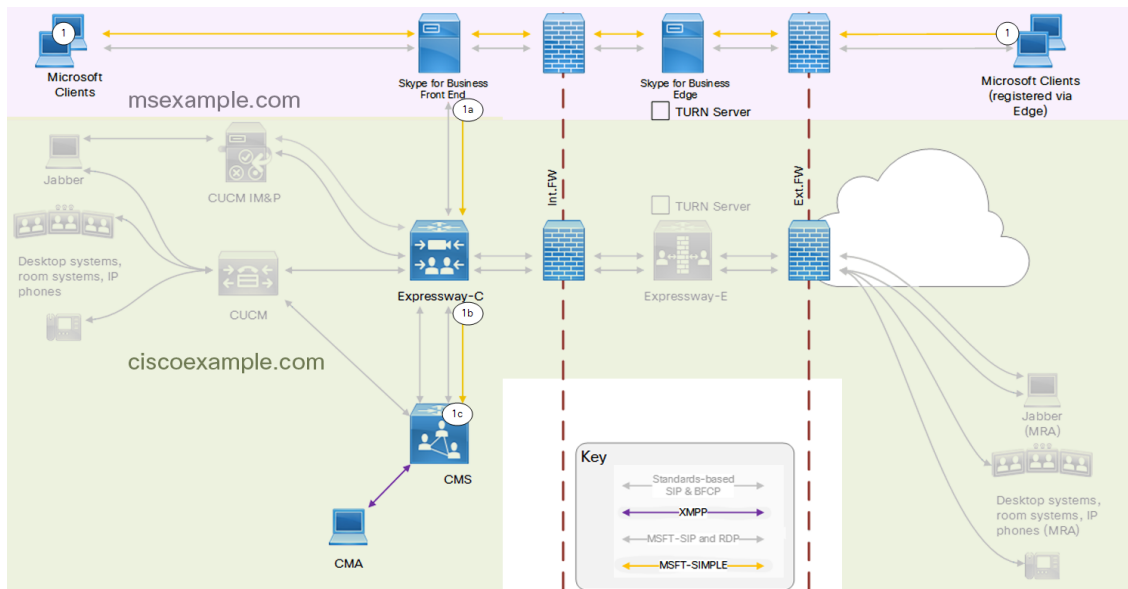 1
1
Microsoft
Clients
Skype for Business
Front End
Skype for Business
Edge
Microsoft Clients
(registered via
Edge)
msexample.com
1a
TURN Server
Int.FW
Ext.FW
Jabber
CUCM IM&P
TURN Server
Desktop systems,
room systems, IP
phones
CUCM
Expressway-C
Expressway-E
1b
ciscoexample.com
1c
CMS
CMA
Jabber
(MRA)
Desktop systems,
room systems, IP
phones (MRA)
Key
Standards-based
SIP & BFCP
XMPP
MSFT-SIP and RDP
MSFT-SIMPLE